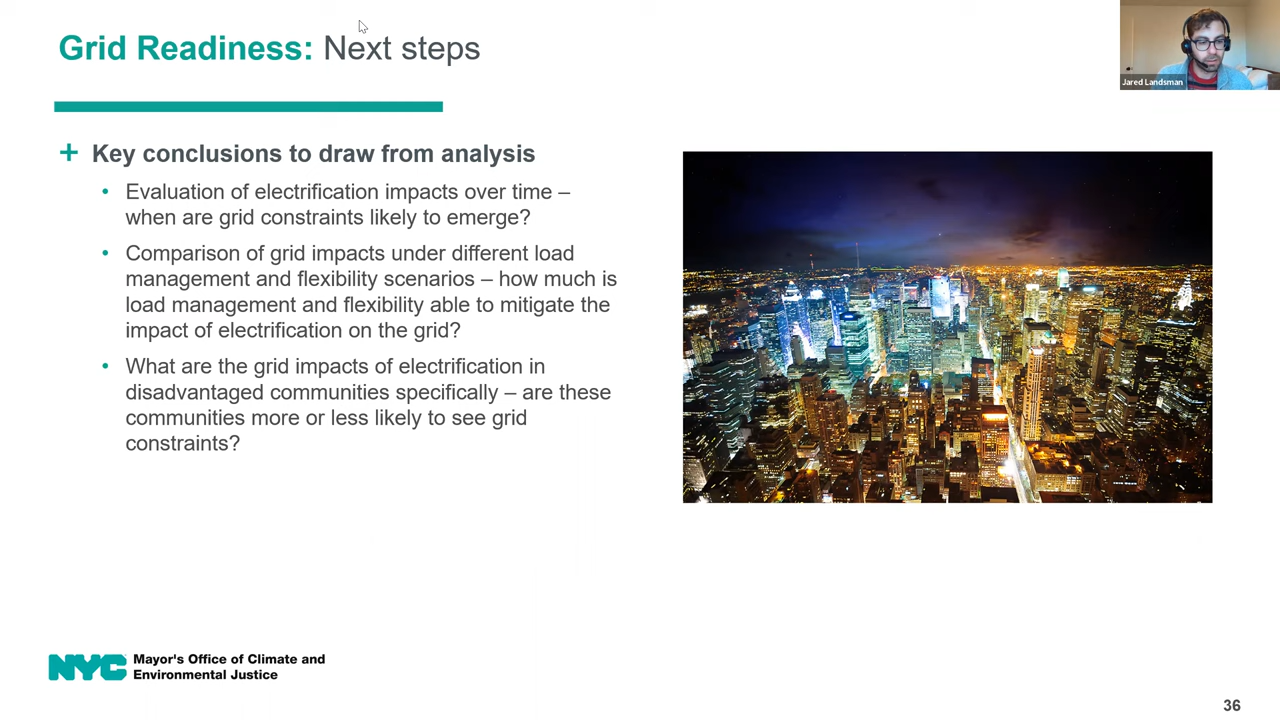 Grid Readiness: Next steps
Jared Landsman
+ Key conclusions to draw from analysis
• Evaluation of electrification impacts over time –
when are grid constraints likely to emerge?
• Comparison of grid impacts under different load
management and flexibility scenarios – how much is
load management and flexibility able to mitigate the
impact of electrification on the grid?
• What are the grid impacts of electrification in
disadvantaged communities specifically – are these
communities more or less likely to see grid
constraints?
NYC Mayor's Office of Climate and
Environmental Justice
36